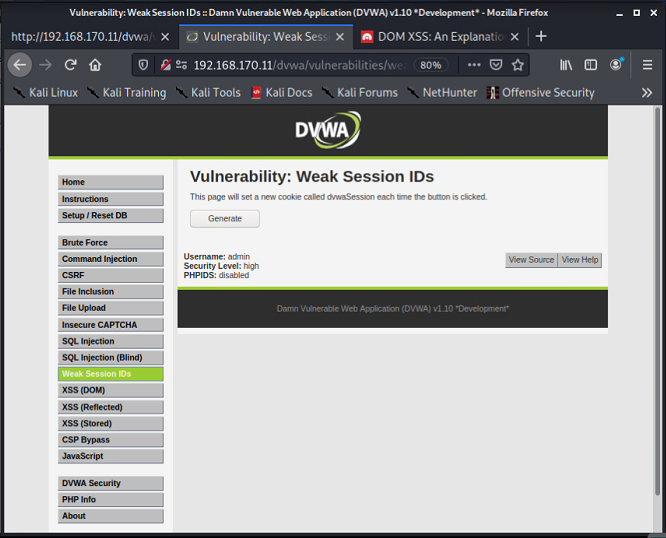 Vulnerability: Weak Session IDs :: Damn Vulnerable Web Application (DVWA) v1.10 *Development* - Mozilla Firefox
http://192.168.170.11/dvwa/ Vulnerability: Weak Sess DOM XSS: An Explanatio
192.168.170.11/dvwa/vulnerabilities/wea 80%
Kali Linux Kali Training Kali Tools Kali Docs Kali Forums NetHunter Offensive Security
DVWA
Home
Instructions
Setup / Reset DB
Brute Force
Command Injection
CSRF
File Inclusion
File Upload
Insecure CAPTCHA
SQL Injection
SQL Injection (Blind)
Weak Session IDs
XSS (DOM)
XSS (Reflected)
XSS (Stored)
CSP Bypass
JavaScript
DVWA Security
PHP Info
About
Vulnerability: Weak Session IDs
This page will set a new cookie called dvwaSession each time the button is clicked.
Generate
Username: admin
Security Level: high
PHPIDS: disabled
View Source View Help
Damn Vulnerable Web Application (DVWA) v1.10 *Development*